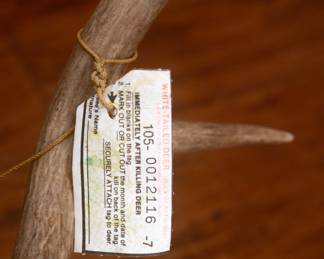 WHITE-TAILED DEER
105- 0012116 -7
IMMEDIATELY AFTER KILLING DEER
1. Fill in blanks on the tag.
2. MARK OUT OR CUT OUT the month and date of
kill on back of the tag.
SECURELY ATTACH tag to deer.
's Name